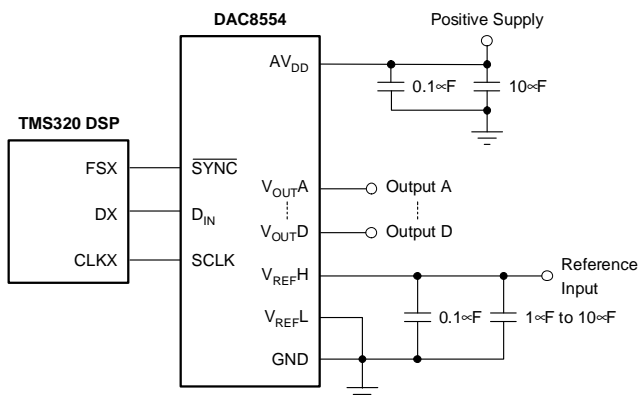 DAC8554
Positive Supply
AVDD
0.1∝F
10∝F
TMS320 DSP
FSX
SYNC
DX
DIN
CLKX
SCLK
VOUTA
Output A
VOUTD
Output D
VREFH
Reference
Input
VREFL
0.1∝F
1∝F to 10∝F
GND